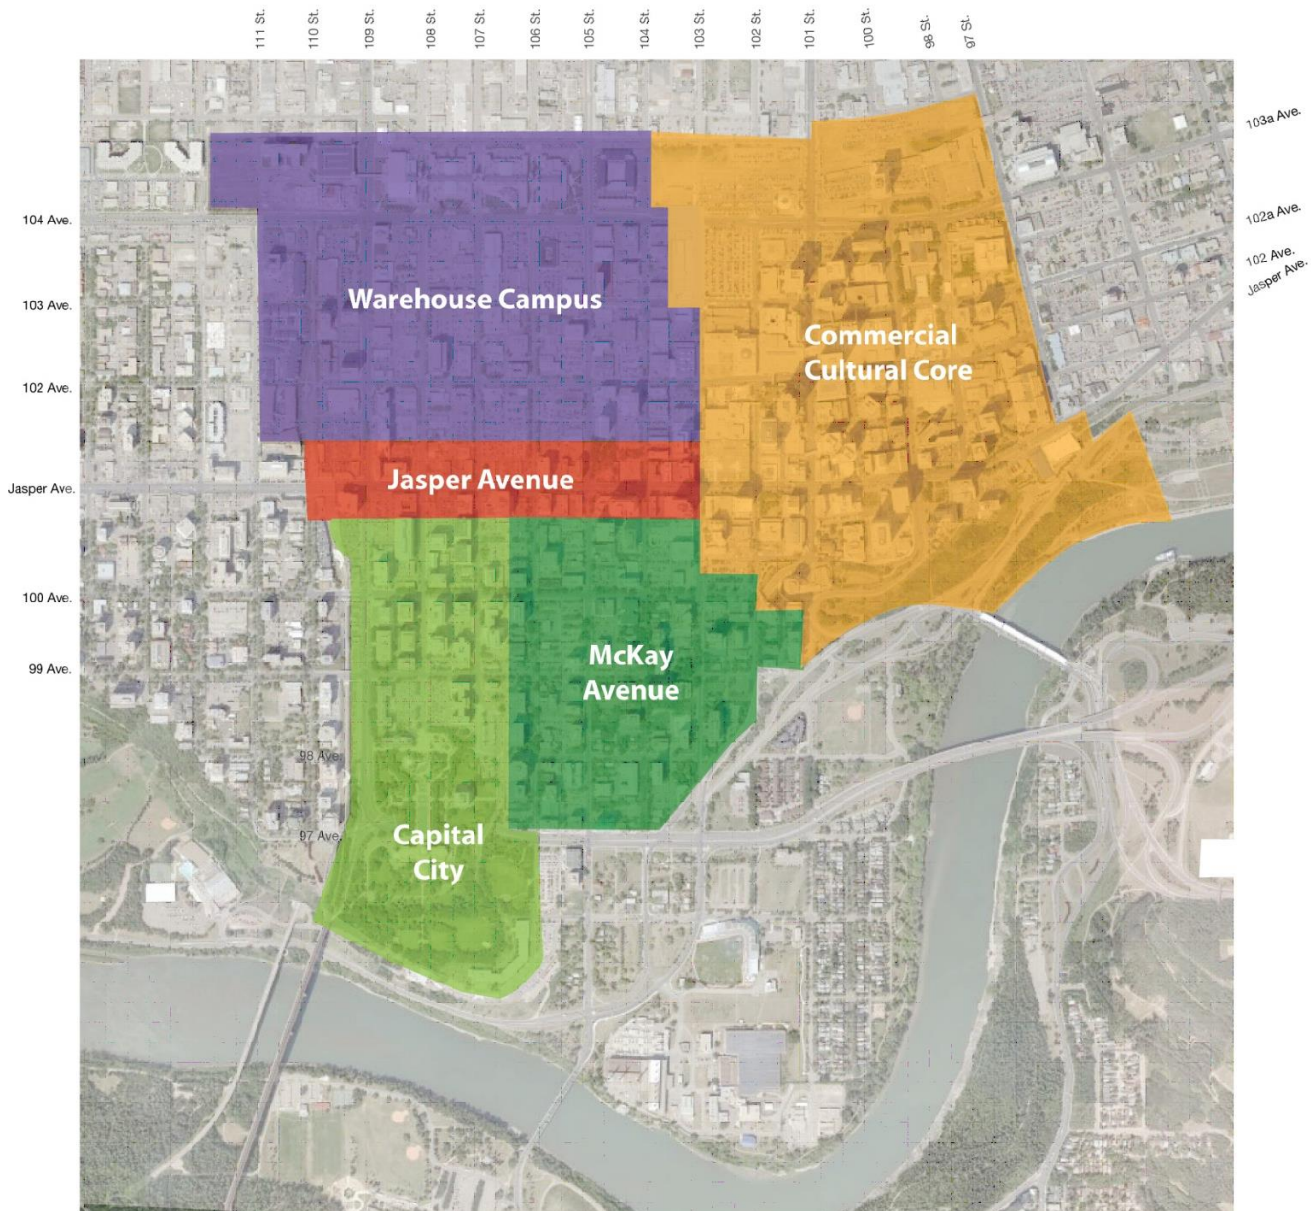 111 St.
110 St.
109 St.
108 St.
107 St.
106 St.
105 St.
104 St.
103 St.
102 St.
101 St.
100 St.
98 St.
97 St.
103a Ave.
104 Ave.
102a Ave.
102 Ave.
Jasper Ave.
103 Ave.
Warehouse Campus
Commercial
Cultural Core
102 Ave.
Jasper Avenue
Jasper Ave.
100 Ave.
99 Ave.
McKay
Avenue
98 Ave.
97 Ave.
Capital
City